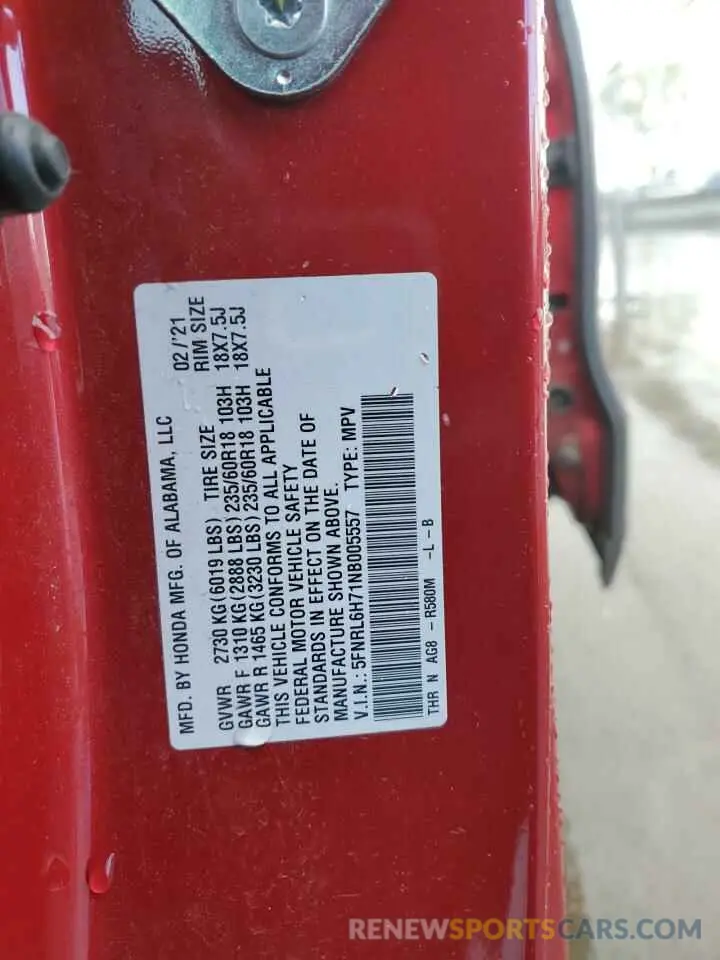 MFD. BY HONDA MFG. OF ALABAMA, LLC 02 /'21
GVWR 2730 KG(6019 LBS) TIRE SIZE RIM SIZE
GAWR F 1310 KG(2888 LBS)235/60R18 103H 18X7.5J
GAWR R 1465 KG(3230 LBS)235/60R18 103H 18X7.5J
THIS VEHICLE CONFORMS TO ALL APPLICABLE
FEDERAL MOTOR VEHICLE SAFETY
STANDARDS IN EFFECT ON THE DATE OF
MANUFACTURE SHOWN ABOVE.
V.I.N.: 5FNRL6H71NB005557 TYPE: MPV
THR N AG8 - R580M -L -B
RENEWSPORTSCARS.COM